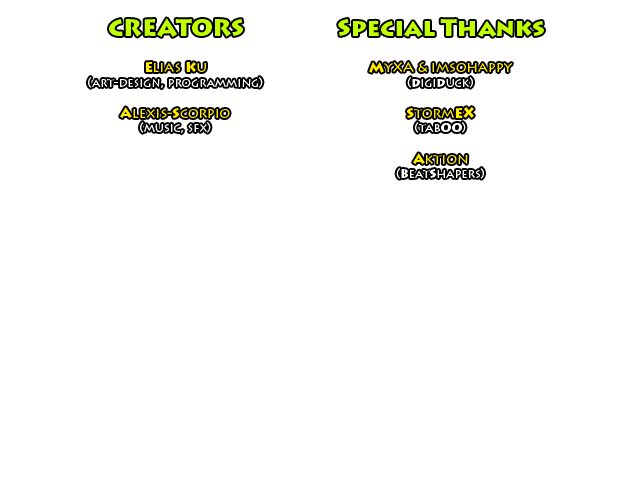 CREATORS
Elias Ku
(art-design, programming)
Alexis-Scorpio
(music, sfx)
Special Thanks
Myxa & imsohappy
(DigiDuck)
StormEX
(tabOO)
Aktion
(BeatShapers)